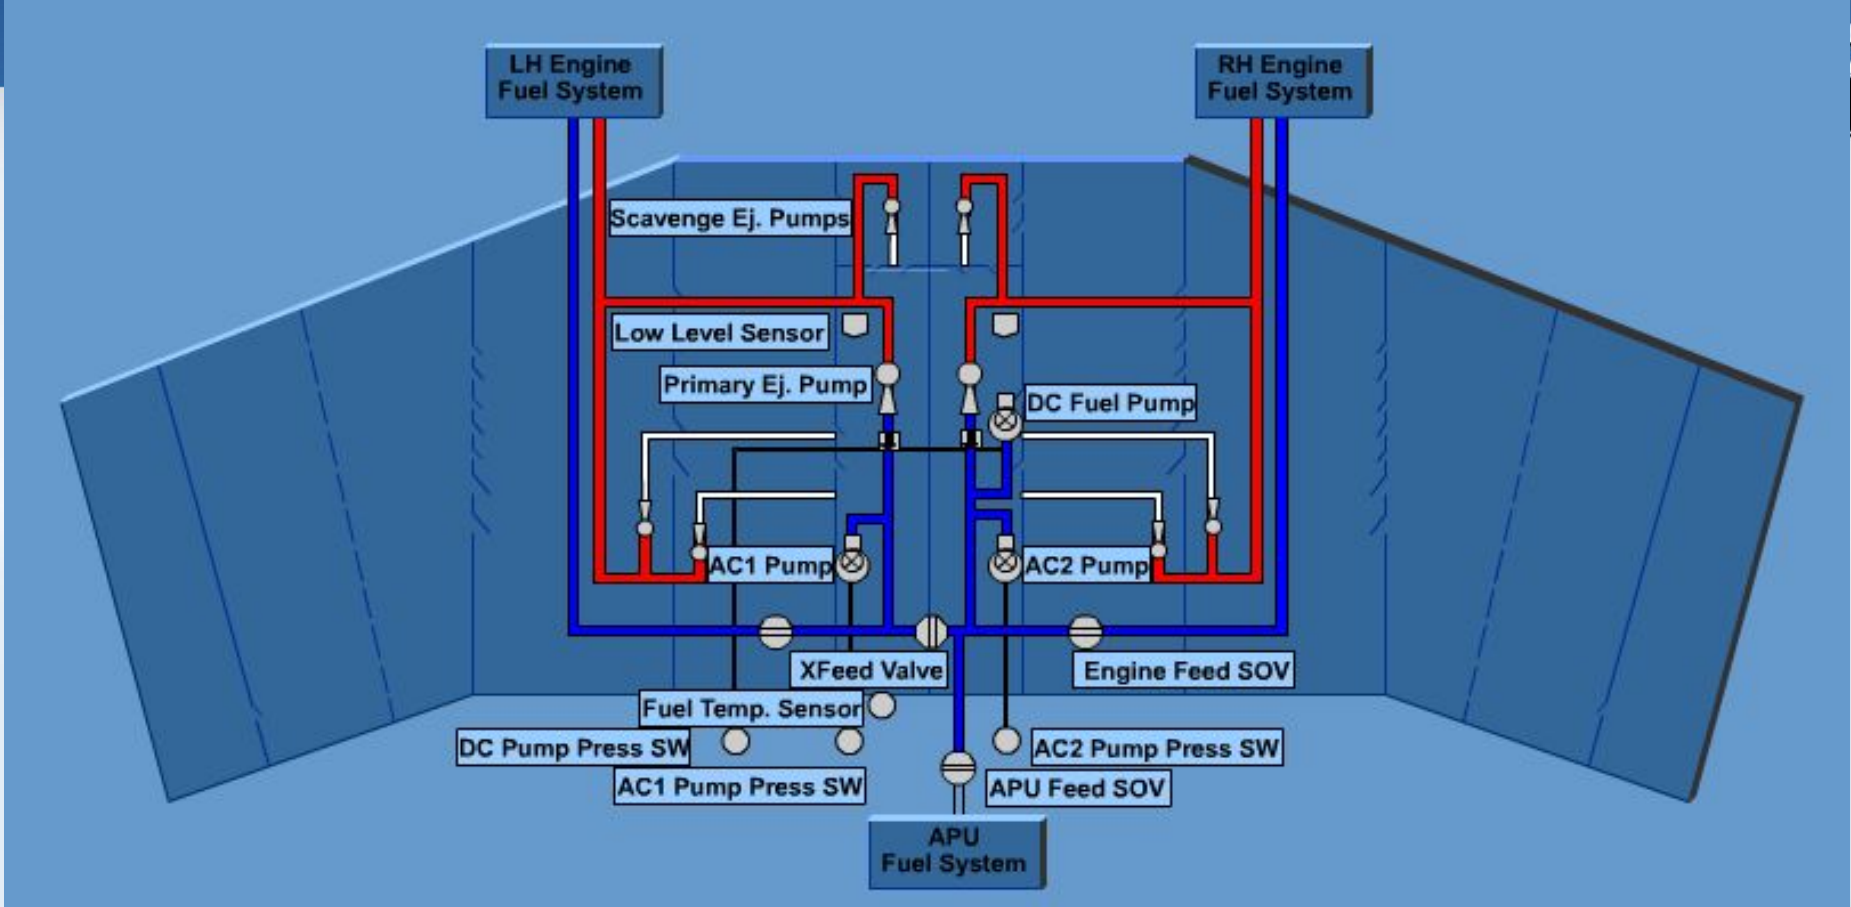 LH Engine
Fuel System
RH Engine
Fuel System
Scavenge Ej. Pumps
Low Level Sensor
Primary Ej. Pump
DC Fuel Pump
AC1 Pump
AC2 Pump
XFeed Valve
Engine Feed SOV
Fuel Temp. Sensor
DC Pump Press SW
AC2 Pump Press SW
AC1 Pump Press SW
APU Feed SOV
APU
Fuel System